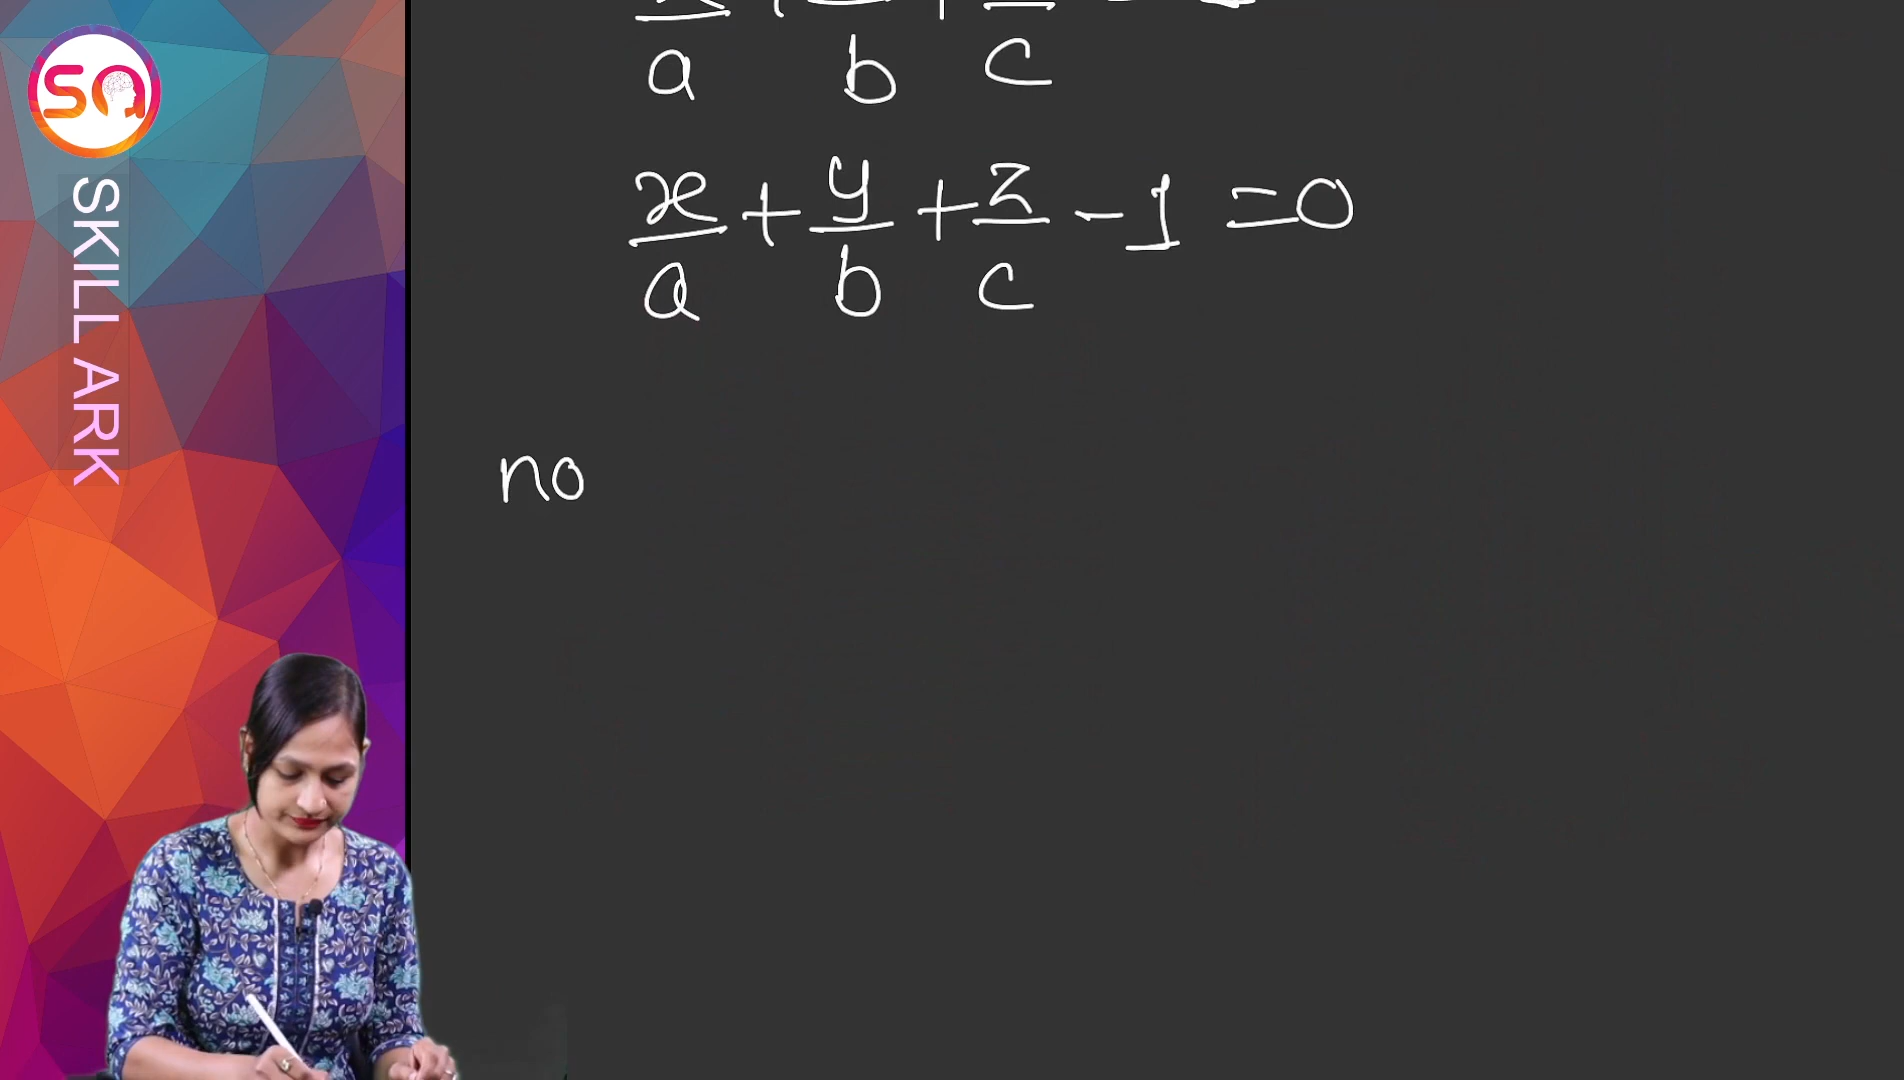 SKILL ARK
a b c
x/a + y/b + z/c - 1 = 0
no